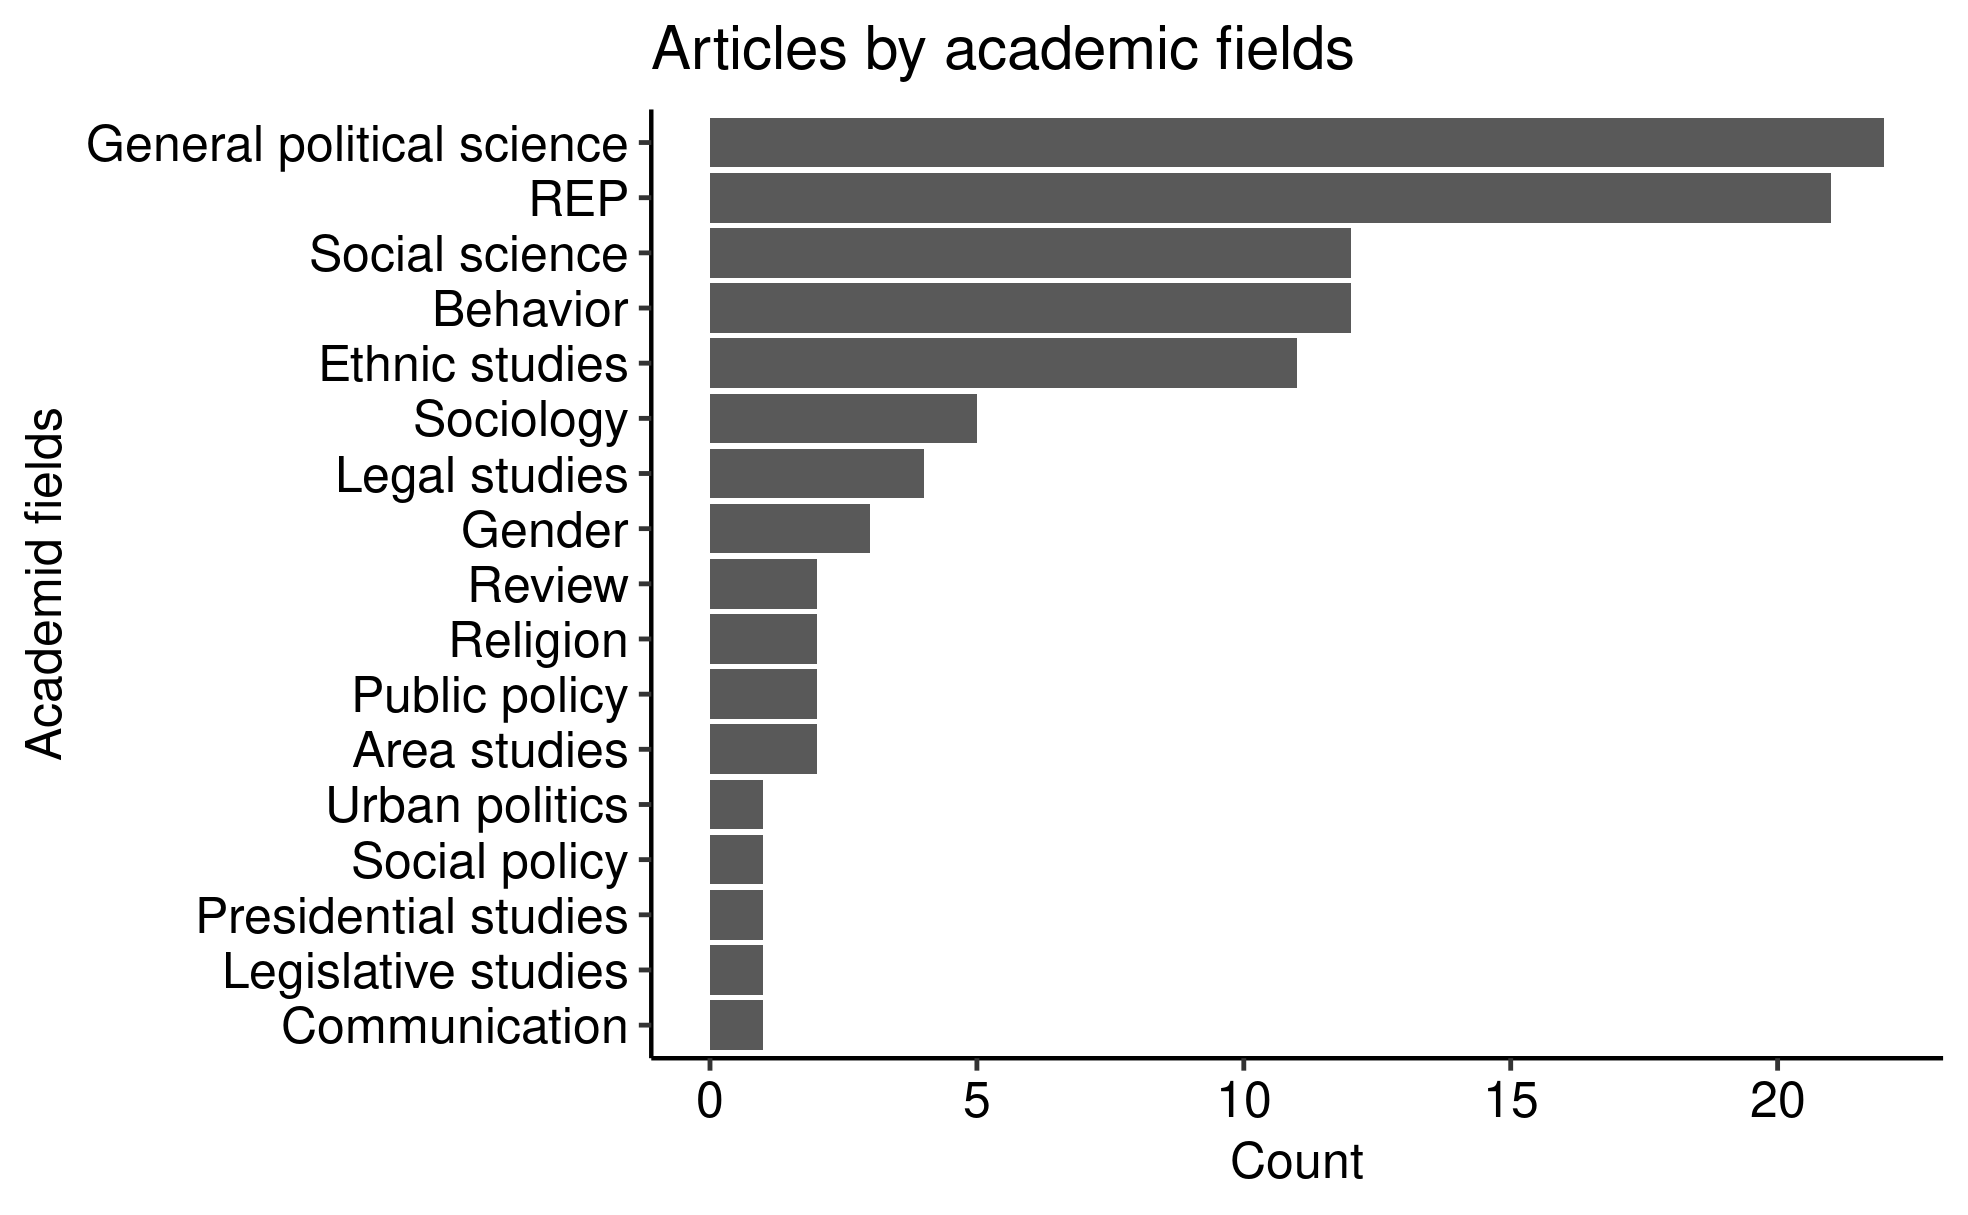 Articles by academic fields
Academid fields
General political science
REP
Social science
Behavior
Ethnic studies
Sociology
Legal studies
Gender
Review
Religion
Public policy
Area studies
Urban politics
Social policy
Presidential studies
Legislative studies
Communication
0 5 10 15 20
Count